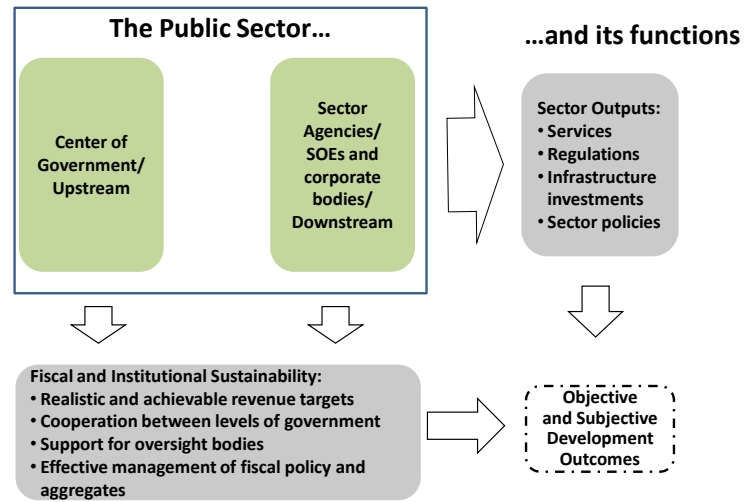 The Public Sector…
…and its functions
Center of
Government/
Upstream
Sector
Agencies/
SOEs and
corporate
bodies/
Downstream
Sector Outputs:
• Services
• Regulations
• Infrastructure
investments
• Sector policies
Fiscal and Institutional Sustainability:
• Realistic and achievable revenue targets
• Cooperation between levels of government
• Support for oversight bodies
• Effective management of fiscal policy and
aggregates
Objective
and Subjective
Development
Outcomes